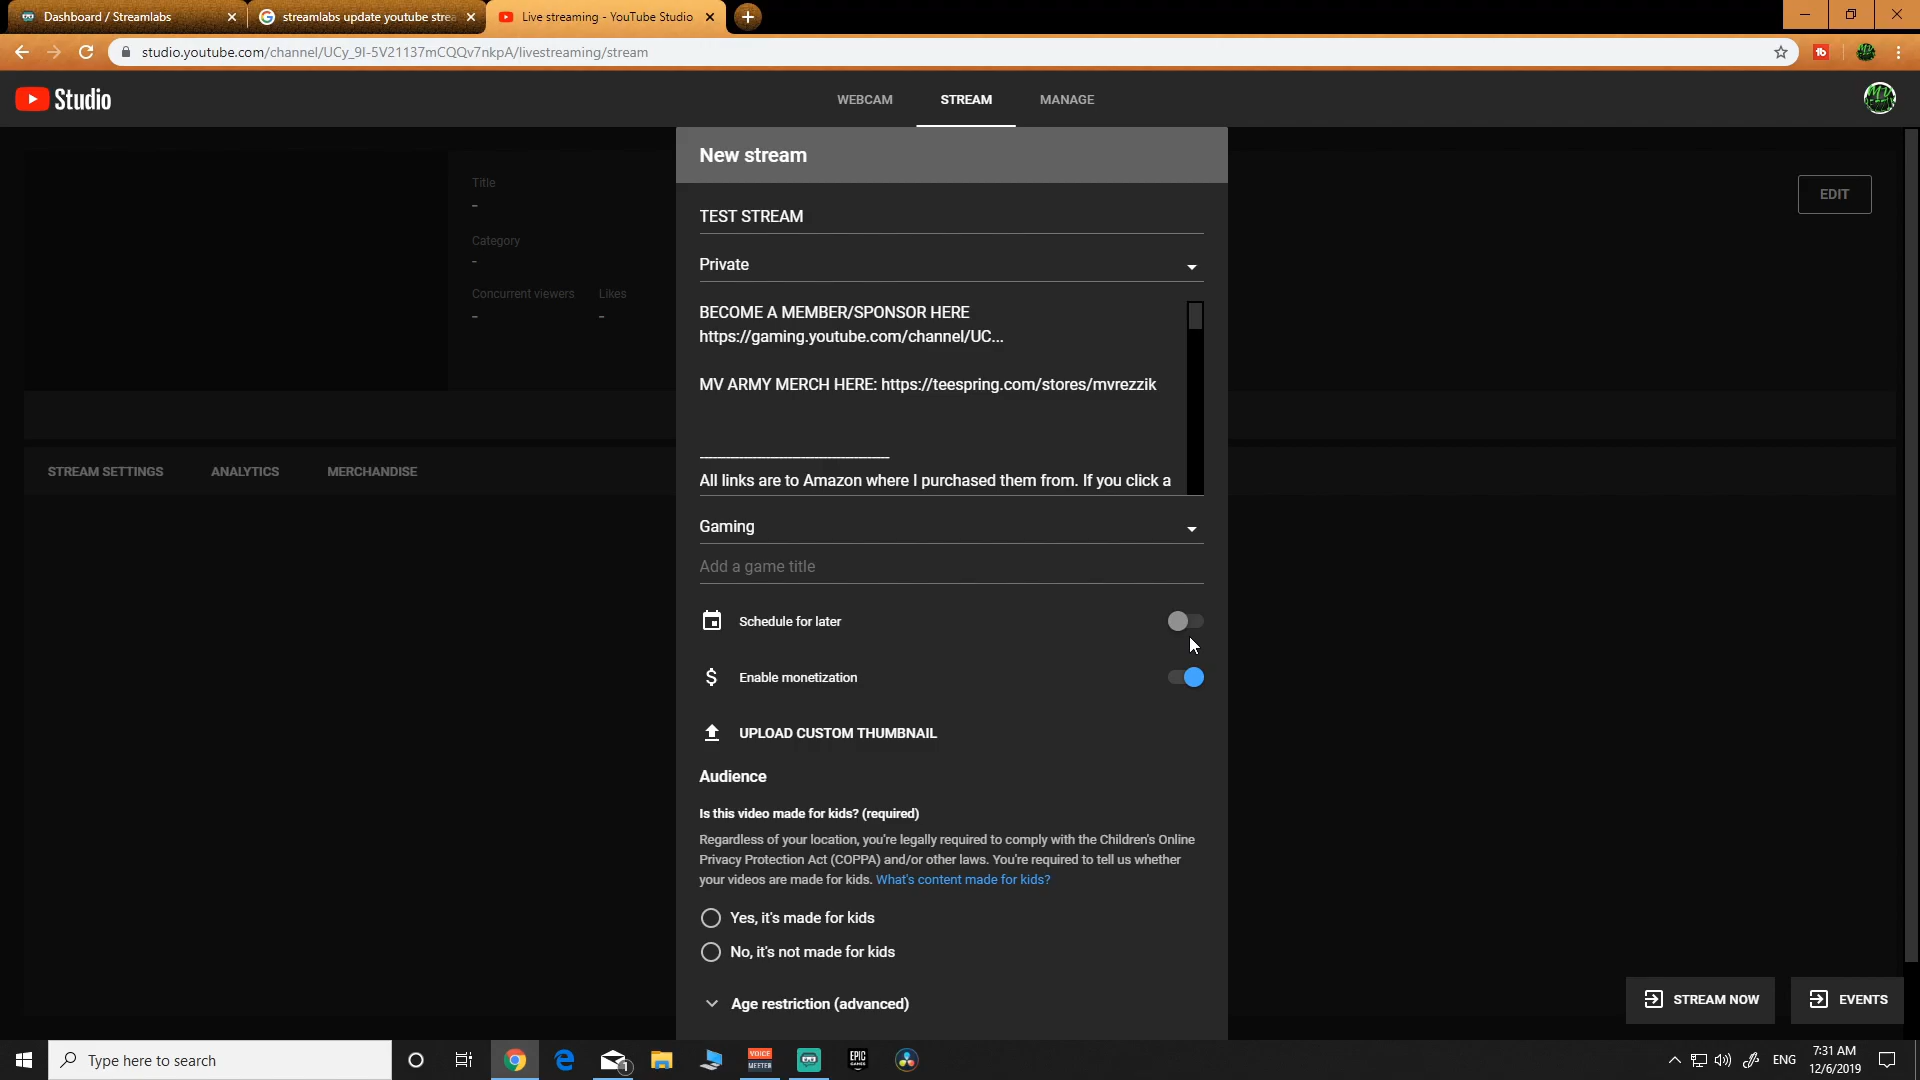 Dashboard / Streamlabs
streamlabs update youtube strea
Live streaming - YouTube Studio
studio.youtube.com/channel/UCy_9I-5V21137mCQQv7nkpA/livestreaming/stream
Studio
WEBCAM
STREAM
MANAGE
New stream
Title
-
EDIT
TEST STREAM
Category
-
Private
Concurrent viewers
Likes
-
-
BECOME A MEMBER/SPONSOR HERE
https://gaming.youtube.com/channel/UC...
MV ARMY MERCH HERE: https://teespring.com/stores/mvrezzik
STREAM SETTINGS
ANALYTICS
MERCHANDISE
All links are to Amazon where I purchased them from. If you click a
Gaming
Add a game title
Schedule for later
Enable monetization
UPLOAD CUSTOM THUMBNAIL
Audience
Is this video made for kids? (required)
Regardless of your location, you're legally required to comply with the Children's Online
Privacy Protection Act (COPPA) and/or other laws. You're required to tell us whether
your videos are made for kids. What's content made for kids?
Yes, it's made for kids
No, it's not made for kids
Age restriction (advanced)
STREAM NOW
EVENTS
Type here to search
1
VOICE
MEETER
EPIC
GAMES
ENG
7:31 AM
12/6/2019